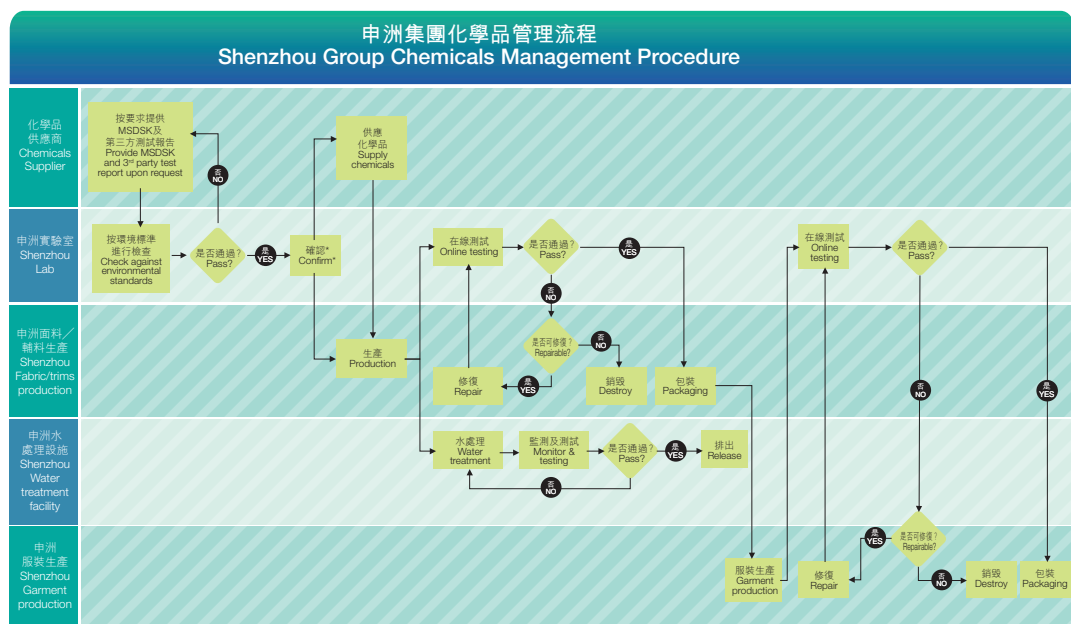 申洲集團化學品管理流程
Shenzhou Group Chemicals Management Procedure
化學品
供應商
Chemicals
Supplier
按要求提供
MSDSK及
第三方測試報告
Provide MSDSK
and 3rd party test
report upon request
否
NO
供應
化學品
Supply
chemicals
申洲實驗室
Shenzhou
Lab
按環境標準
進行檢查
Check against
environmental
standards
是否通過?
Pass?
是
YES
確認*
Confirm*
在線測試
Online testing
是否通過?
Pass?
是
YES
否
NO
在線測試
Online
testing
是否通過?
Pass?
申洲面料／
輔料生產
Shenzhou
Fabric/trims
production
生產
Production
是否可修復?
Repairable?
否
NO
修復
Repair
是
YES
銷毀
Destroy
包裝
Packaging
否
NO
是
YES
申洲水
處理設施
Shenzhou
Water
treatment
facility
水處理
Water
treatment
監測及測試
Monitor &
testing
是否通過?
Pass?
是
YES
排出
Release
否
NO
申洲
服裝生產
Shenzhou
Garment
production
服裝生產
Garment
production
修復
Repair
是
YES
是否可修復?
Repairable?
否
NO
銷毀
Destroy
包裝
Packaging